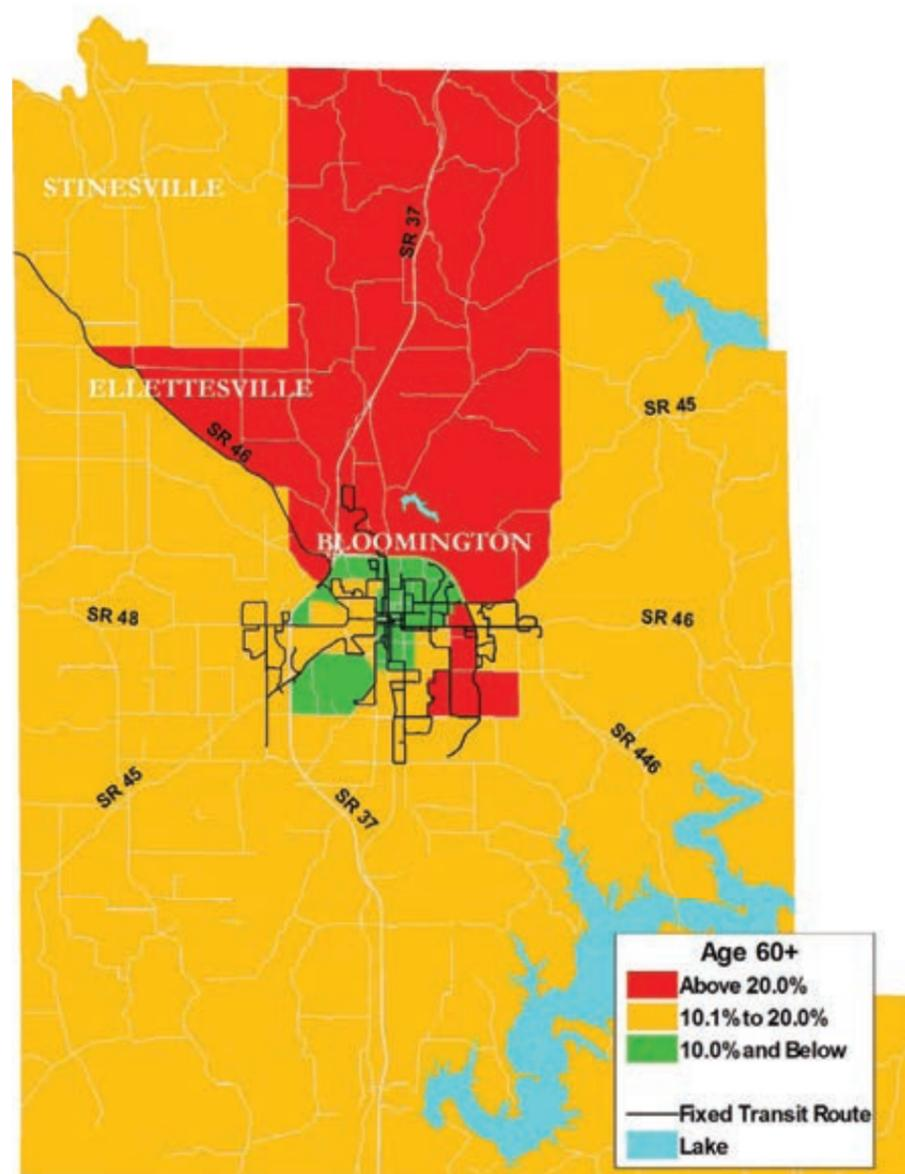 STINESVILLE
SR 37
ELLETTESVILLE
SR 45
SR 46
BLOOMINGTON
SR 48
SR 46
SR 446
SR 45
SR 37
Age 60+
Above 20.0%
10.1% to 20.0%
10.0% and Below
Fixed Transit Route
Lake